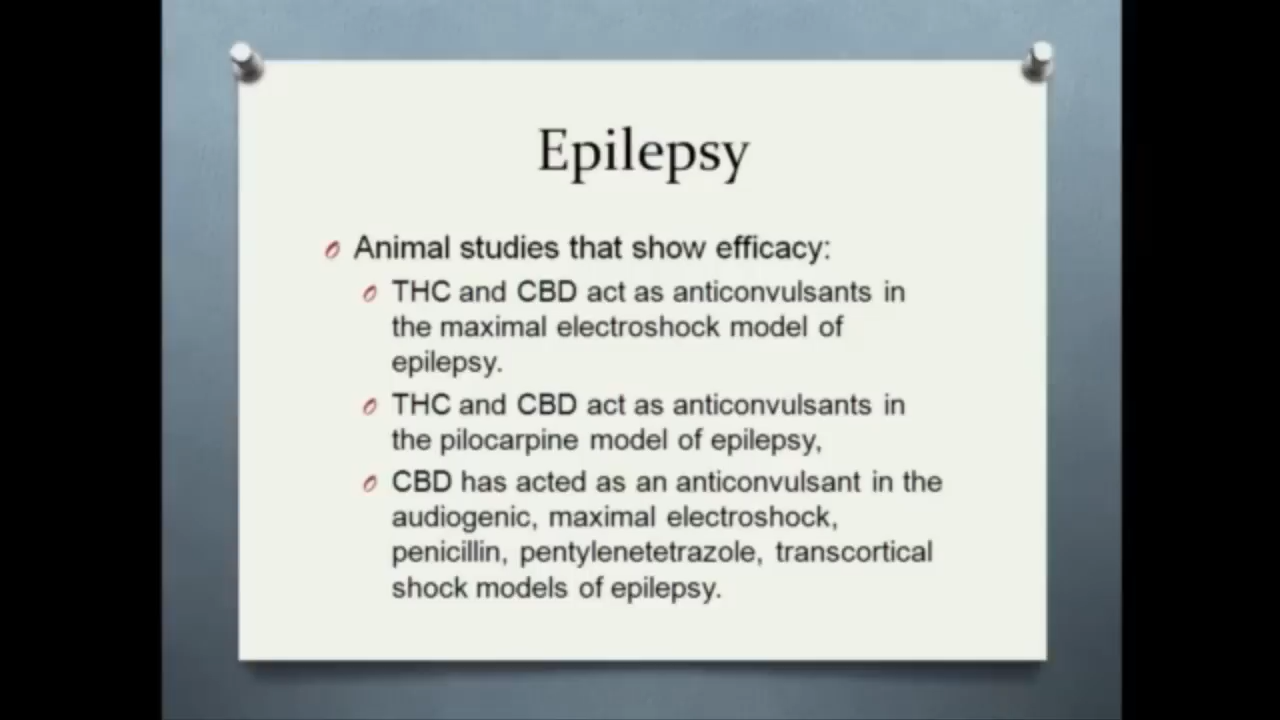 Epilepsy
Animal studies that show efficacy:
THC and CBD act as anticonvulsants in
the maximal electroshock model of
epilepsy.
THC and CBD act as anticonvulsants in
the pilocarpine model of epilepsy,
CBD has acted as an anticonvulsant in the
audiogenic, maximal electroshock,
penicillin, pentylenetetrazole, transcortical
shock models of epilepsy.